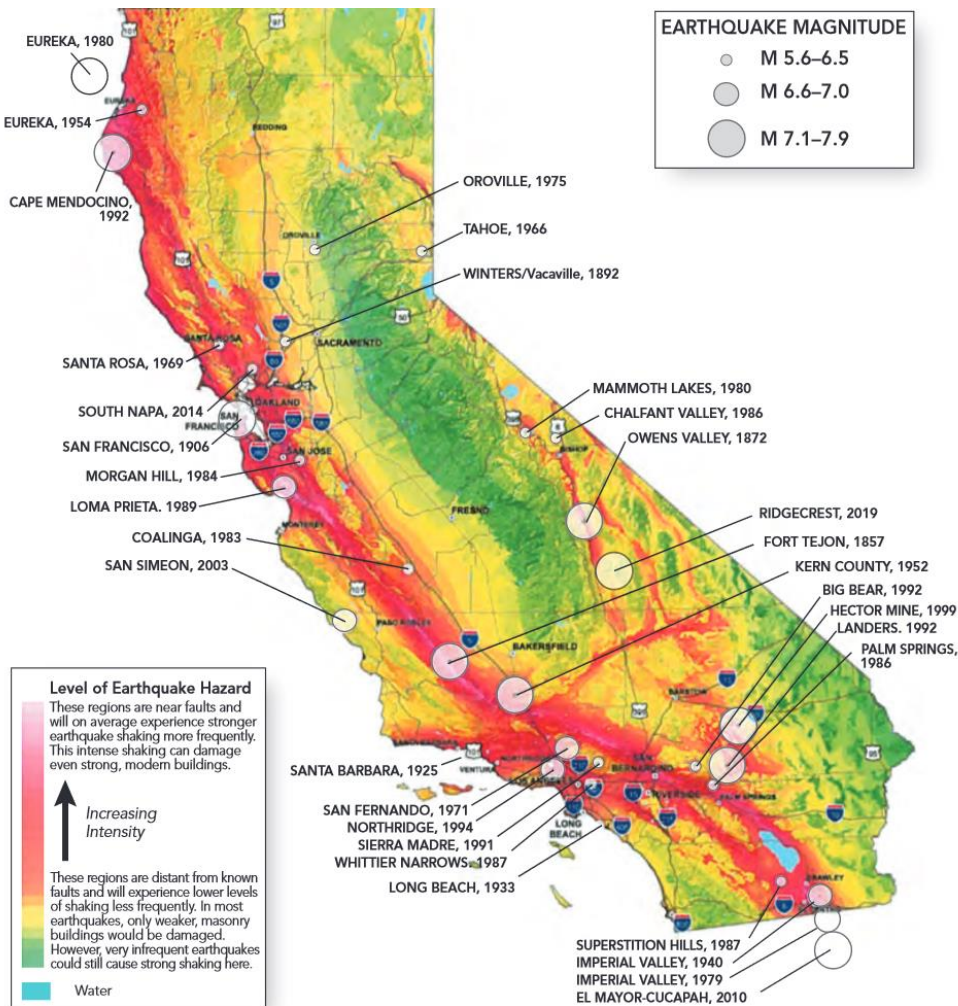 EUREKA, 1980
EUREKA
EUREKA, 1954
CAPE MENDOCINO,
1992
REDDING
OROVILLE, 1975
OROVILLE
TAHOE, 1966
WINTERS/Vacaville, 1892
SACRAMENTO
SANTA ROSA
SANTA ROSA, 1969
SOUTH NAPA, 2014
OAKLAND
SAN
FRANCISCO
SAN FRANCISCO, 1906
SAN JOSE
MORGAN HILL, 1984
LOMA PRIETA. 1989
MONTEREY
COALINGA, 1983
FRESNO
SAN SIMEON, 2003
PASO ROBLES
BAKERSFIELD
MAMMOTH LAKES, 1980
CHALFANT VALLEY, 1986
BISHOP
OWENS VALLEY, 1872
RIDGECREST, 2019
FORT TEJON, 1857
KERN COUNTY, 1952
BIG BEAR, 1992
HECTOR MINE, 1999
LANDERS. 1992
PALM SPRINGS,
1986
BARSTOW
SANTA BARBARA
VENTURA
SANTA BARBARA, 1925
LOS ANGELES
SAN
BERNARDINO
RIVERSIDE
PALM SPRINGS
LONG
BEACH
SAN FERNANDO, 1971
NORTHRIDGE, 1994
SIERRA MADRE, 1991
WHITTIER NARROWS, 1987
LONG BEACH, 1933
BRAWLEY
SUPERSTITION HILLS, 1987
IMPERIAL VALLEY, 1940
IMPERIAL VALLEY, 1979
EL MAYOR-CUCAPAH, 2010
EARTHQUAKE MAGNITUDE
M 5.6–6.5
M 6.6–7.0
M 7.1–7.9
Level of Earthquake Hazard
These regions are near faults and
will on average experience stronger
earthquake shaking more frequently.
This intense shaking can damage
even strong, modern buildings.
Increasing
Intensity
These regions are distant from known
faults and will experience lower levels
of shaking less frequently. In most
earthquakes, only weaker, masonry
buildings would be damaged.
However, very infrequent earthquakes
could still cause strong shaking here.
Water